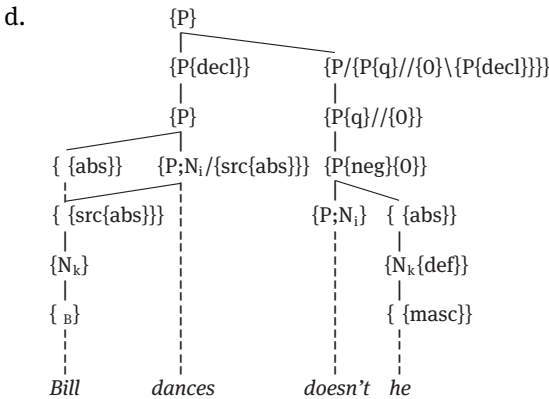 d. {P}
{P{decl}} {P/{P{q}//{0}\{P{decl}}}}
{P} {P{q}//{0}}
{ {abs}} {P;Nᵢ/{src{abs}}} {P{neg}{0}}
{ {src{abs}}} {P;Nᵢ} { {abs}}
{Nₖ} {Nₖ{def}}
{ B} { {masc}}
Bill dances doesn't he